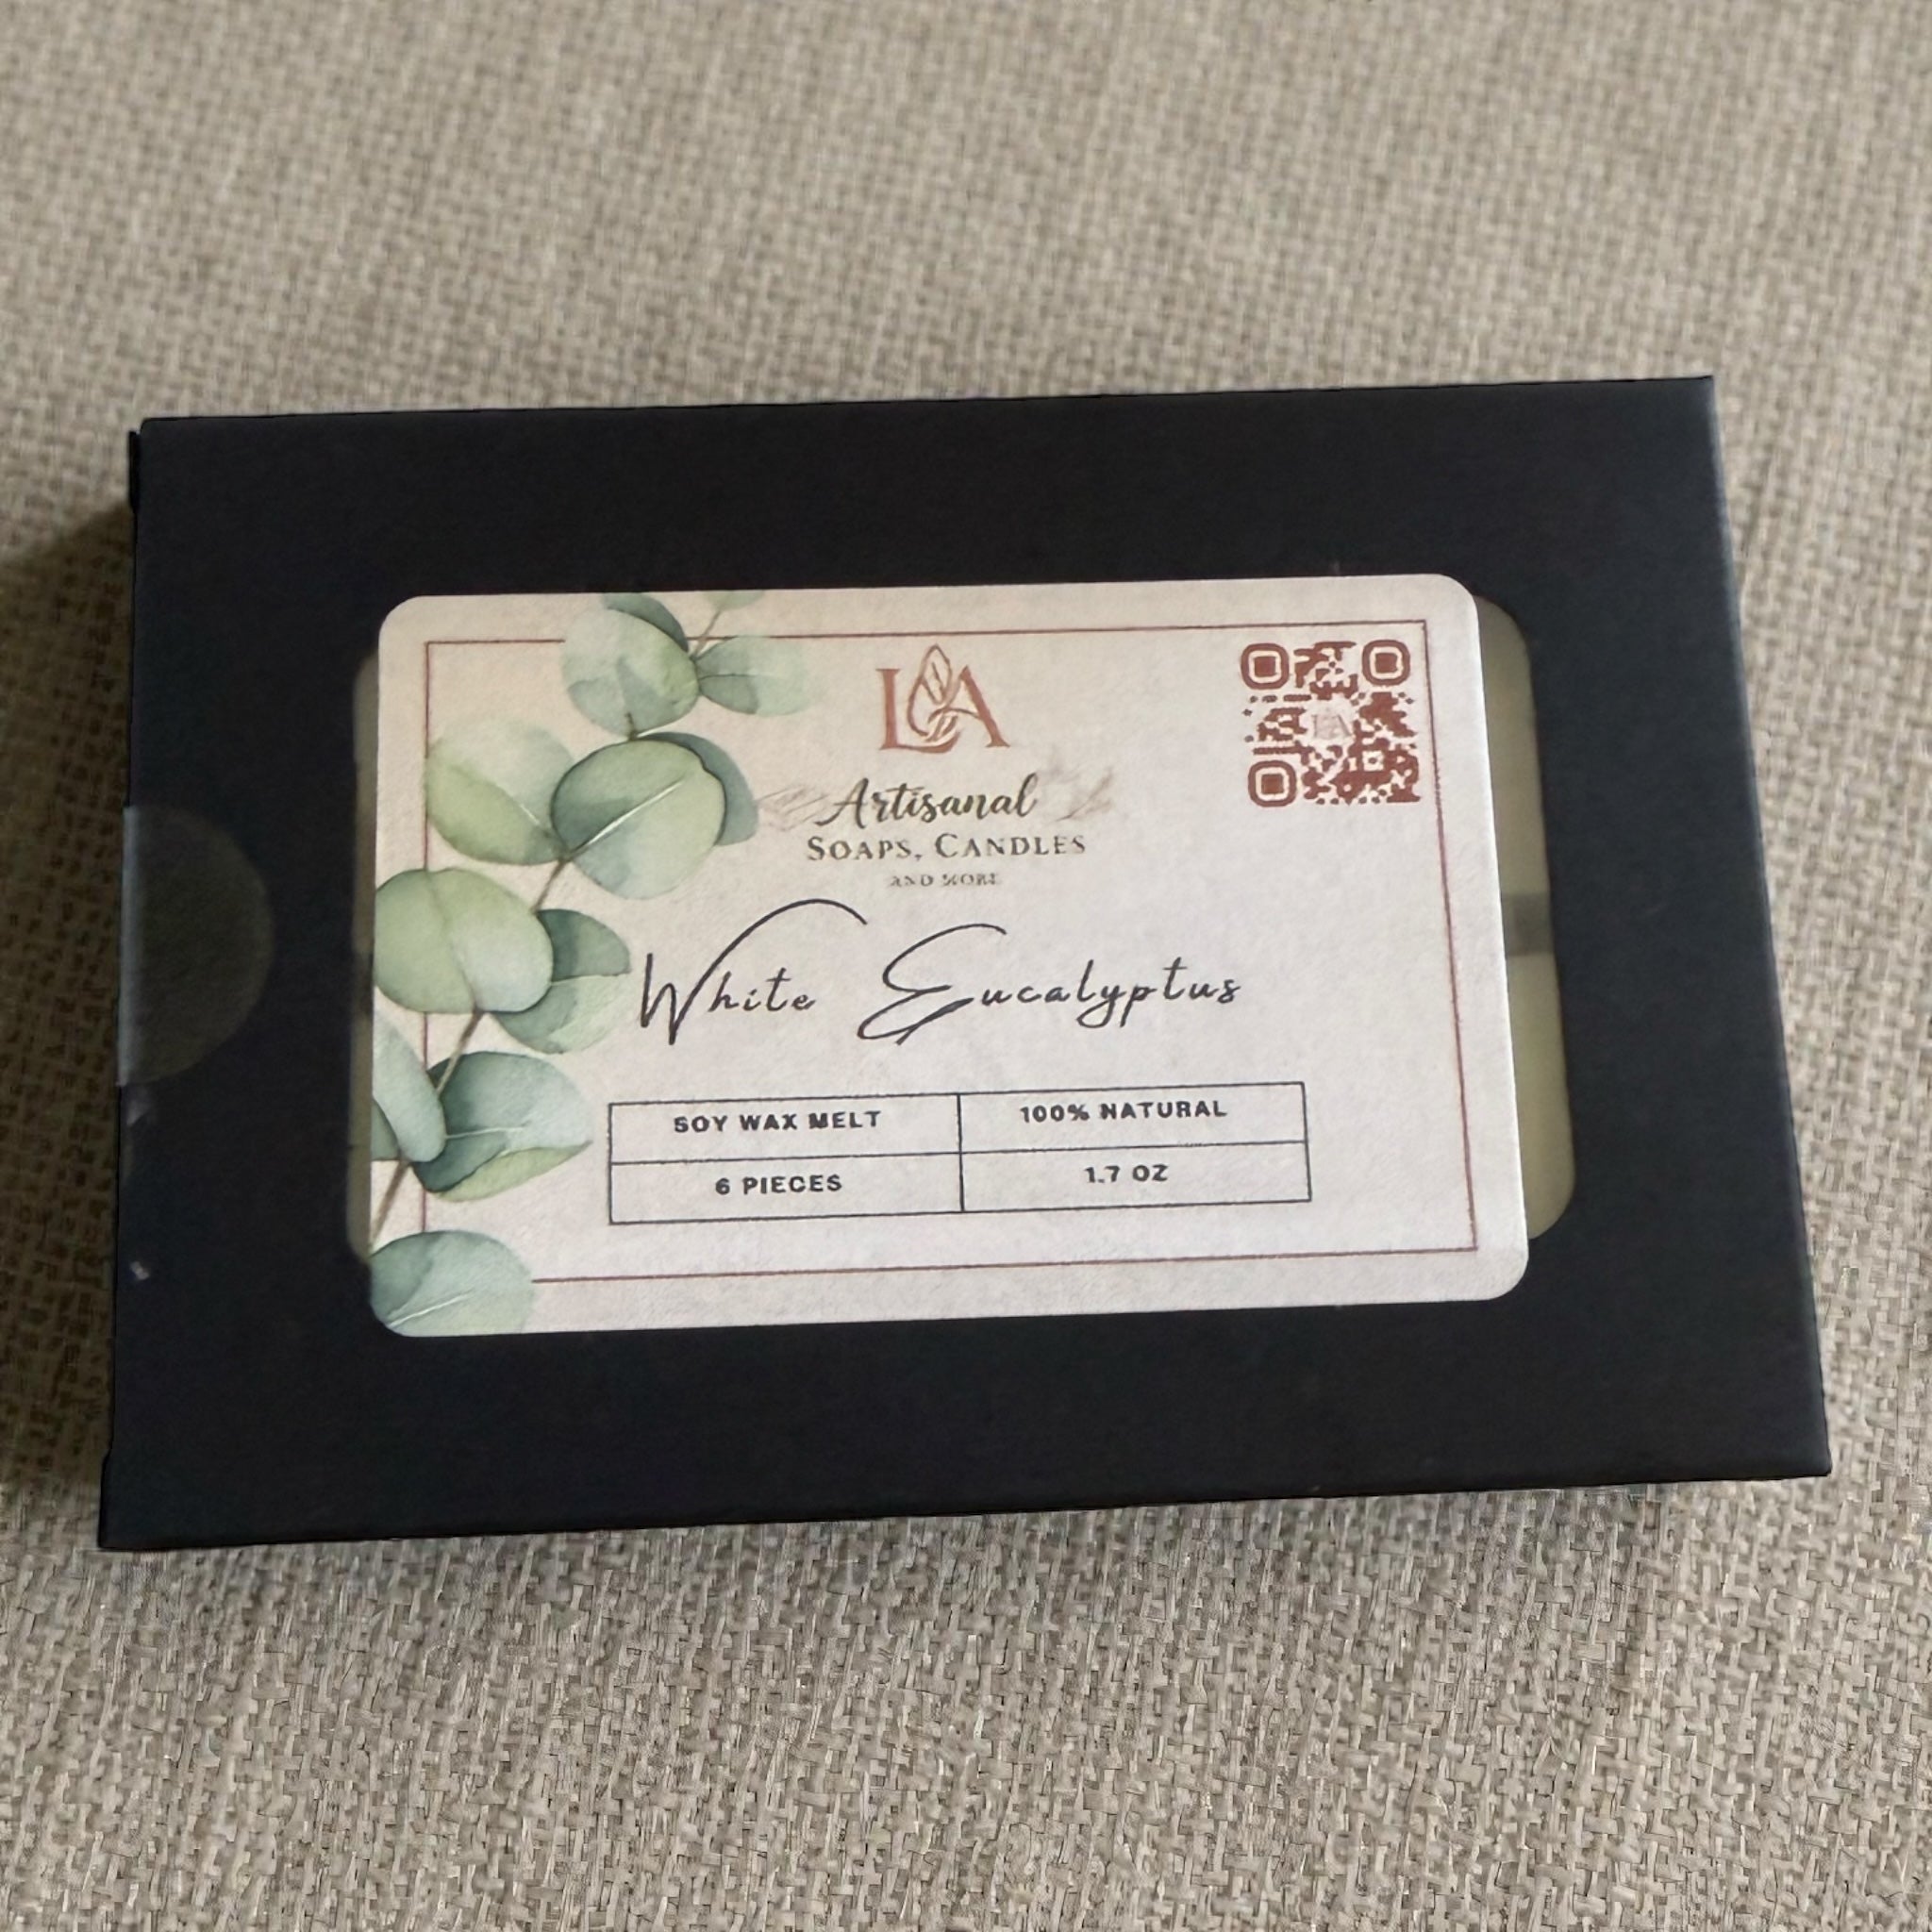 LA
Artisanal
SOAPS, CANDLES
AND MORE
White Eucalyptus
SOY WAX MELT
100% NATURAL
6 PIECES
1.7 OZ